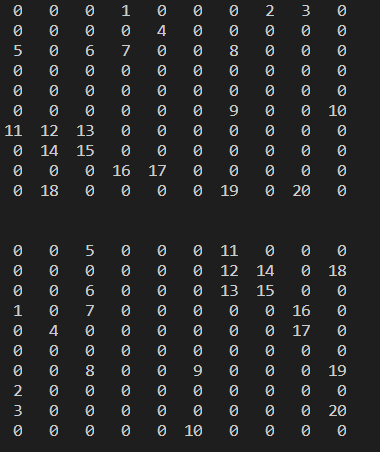 0 0 0 1 0 0 0 2 3 0
0 0 0 0 4 0 0 0 0 0
5 0 6 7 0 0 8 0 0 0
0 0 0 0 0 0 0 0 0 0
0 0 0 0 0 0 0 0 0 0
0 0 0 0 0 0 9 0 0 10
11 12 13 0 0 0 0 0 0 0
0 14 15 0 0 0 0 0 0 0
0 0 0 16 17 0 0 0 0 0
0 18 0 0 0 0 19 0 20 0
0 0 5 0 0 0 11 0 0 0
0 0 0 0 0 0 12 14 0 18
0 0 6 0 0 0 13 15 0 0
1 0 7 0 0 0 0 0 16 0
0 4 0 0 0 0 0 0 17 0
0 0 0 0 0 0 0 0 0 0
0 0 8 0 0 9 0 0 0 19
2 0 0 0 0 0 0 0 0 0
3 0 0 0 0 0 0 0 0 20
0 0 0 0 0 10 0 0 0 0